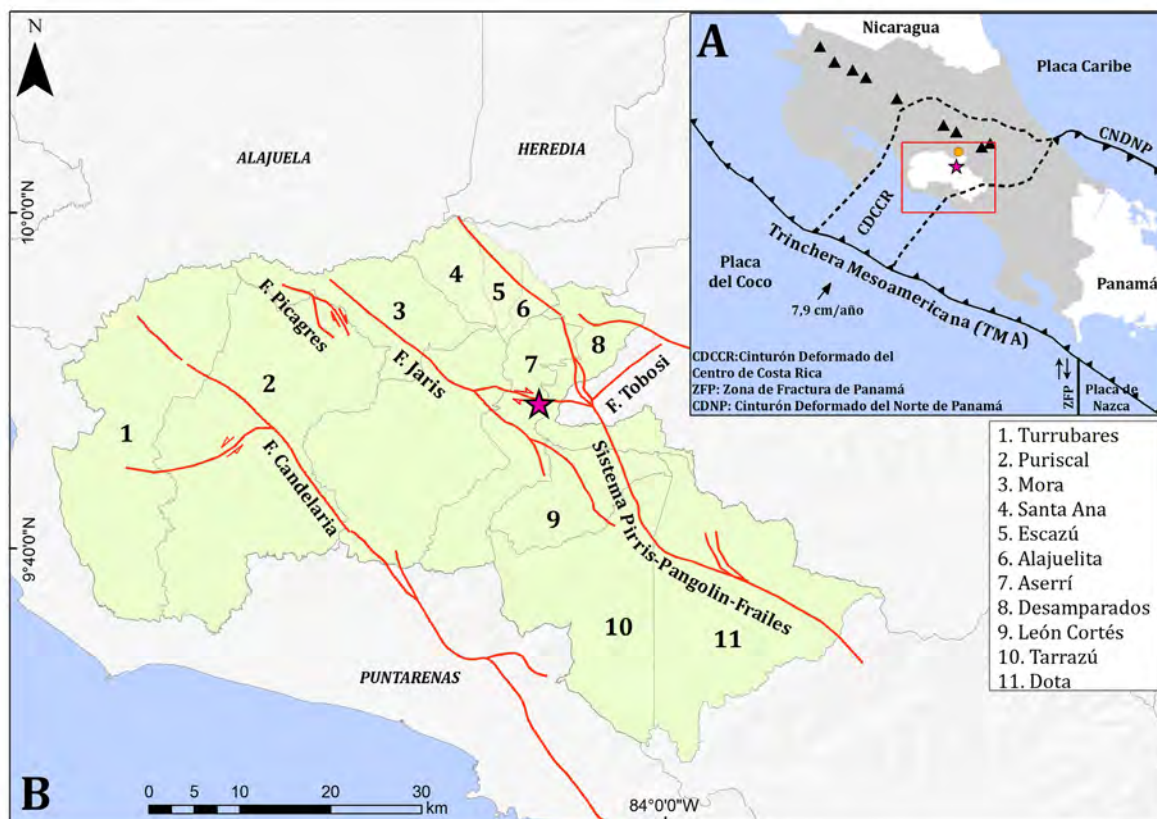 N
ALAJUELA
HEREDIA
10°0'0"N
9°40'0"N
84°0'0"W
4
5
6
3
F. Picagres
F. Jaris
7
8
F. Tobosi
2
1
F. Candelaria
Sistema Pirris-Pangolin-Frailes
9
10
11
PUNTARENAS
B
0 10 20 30
km
A
Nicaragua
Placa Caribe
CNDNP
CDCCR
Placa
del Coco
Trinchera Mesoamericana (TMA)
Panamá
7,9 cm/año
CDCCR:Cinturón Deformado del
Centro de Costa Rica
ZFP: Zona de Fractura de Panamá
CDNP: Cinturón Deformado del Norte de Panamá
ZFP
Placa de
Nazca
1. Turrubares
2. Puriscal
3. Mora
4. Santa Ana
5. Escazú
6. Alajuelita
7. Aserrí
8. Desamparados
9. León Cortés
10. Tarrazú
11. Dota